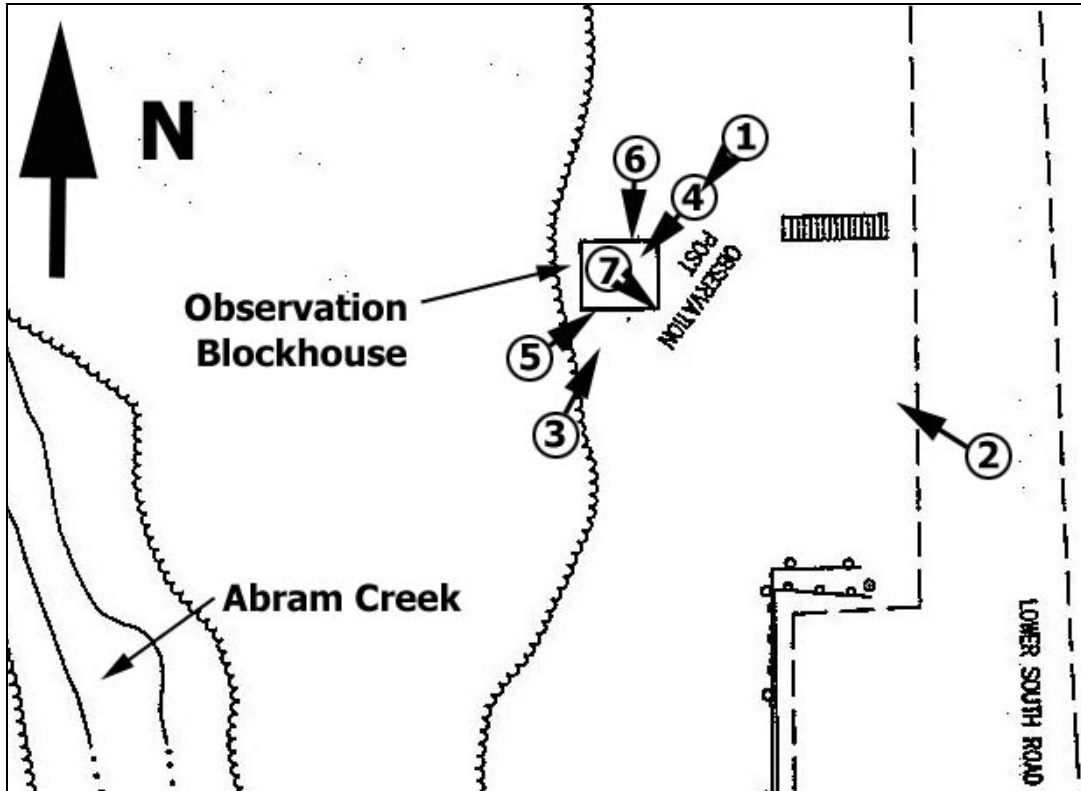 N
1
6
4
OBSERVATION
POST
7
Observation
Blockhouse
5
3
2
Abram Creek
LOWER SOUTH ROAD